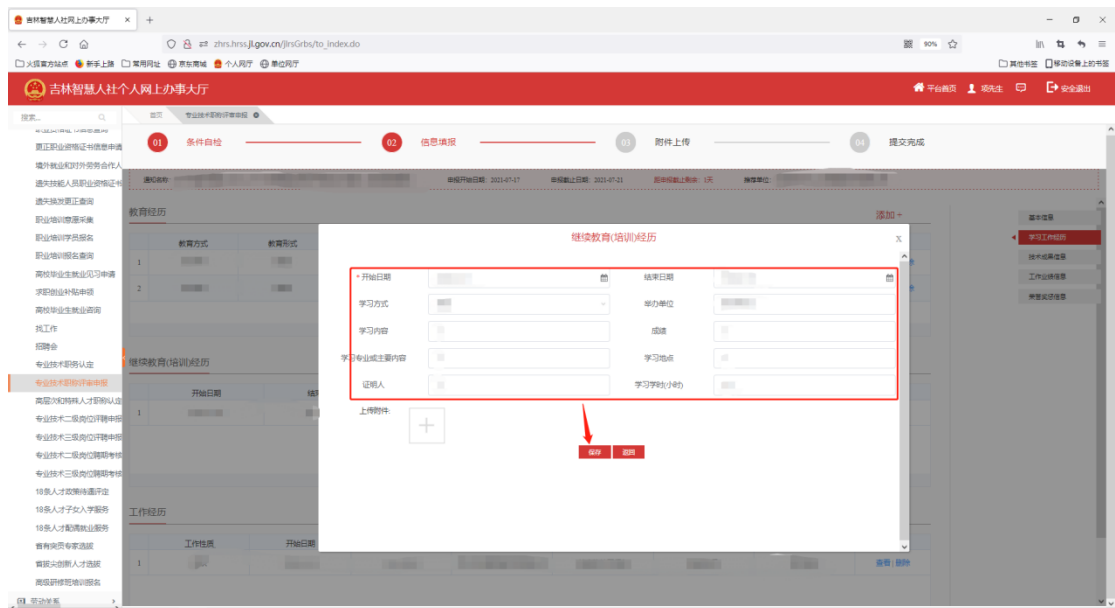 吉林智慧人社网上办事大厅
zhrs.hrss.jl.gov.cn/jlrsGrbs/to_index.do
90%
火狐官方站点 新手上路 常用网址 京东商城 个人网厅 单位网厅
其他书签 移动设备上的书签
吉林智慧人社个人网上办事大厅
平台首页 项先生 安全退出
搜索...
首页 专业技术职称评审申报
01 条件自检 02 信息填报 03 附件上传 04 提交完成
通知名称:
申报开始日期: 2021-07-17 申报截止日期: 2021-07-21 距申报截止剩余: 1天 推荐单位:
更正职业资格证书信息申请
境外就业和对外劳务合作人
遗失技能人员职业资格证书
遗失换发更正查询
职业培训意愿采集
职业培训学员报名
职业培训报名查询
高校毕业生就业见习申请
求职创业补贴申领
高校毕业生就业咨询
找工作
招聘会
专业技术职务认定
专业技术职称评审申报
高层次和特殊人才职称认定
专业技术二级岗位评聘申报
专业技术三级岗位评聘申报
专业技术二级岗位聘期考核
专业技术三级岗位聘期考核
18条人才政策待遇评定
18条人才子女入学服务
18条人才配偶就业服务
省有突贡专家选拔
省拔尖创新人才选拔
高级研修班培训报名
劳动关系
教育经历
添加
教育方式 教育形式
1
2
继续教育(培训)经历
开始日期
1
工作经历
工作性质 开始日期
1
查看 | 删除
继续教育(培训)经历
X
* 开始日期 结束日期
学习方式 举办单位
学习内容 成绩
学习专业或主要内容 学习地点
证明人 学习学时(小时)
上传附件:
保存 返回
基本信息
学习工作经历
技术成果信息
工作业绩信息
荣誉奖惩信息